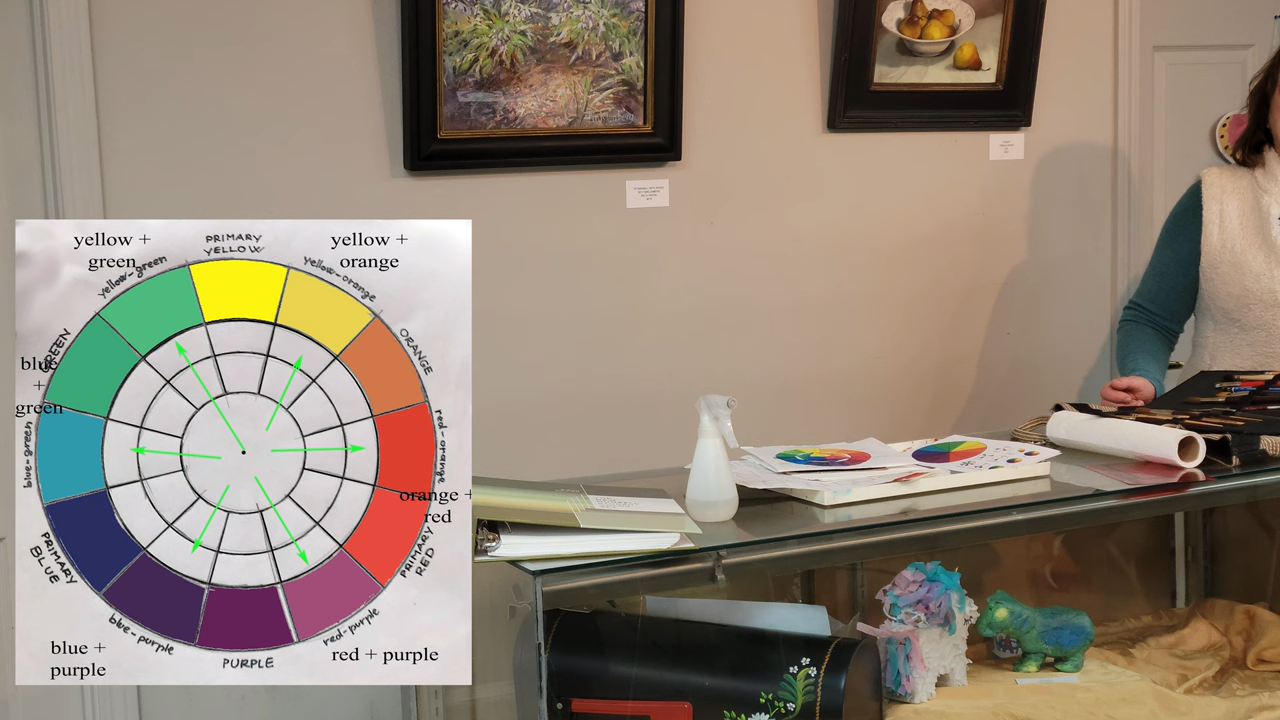 yellow +
green
PRIMARY
YELLOW
yellow +
orange
yellow-green
yellow-orange
GREEN
ORANGE
blue
+
green
blue-green
red-orange
orange +
red
PRIMARY
BLUE
PRIMARY
RED
blue-purple
red-purple
PURPLE
blue +
purple
red + purple